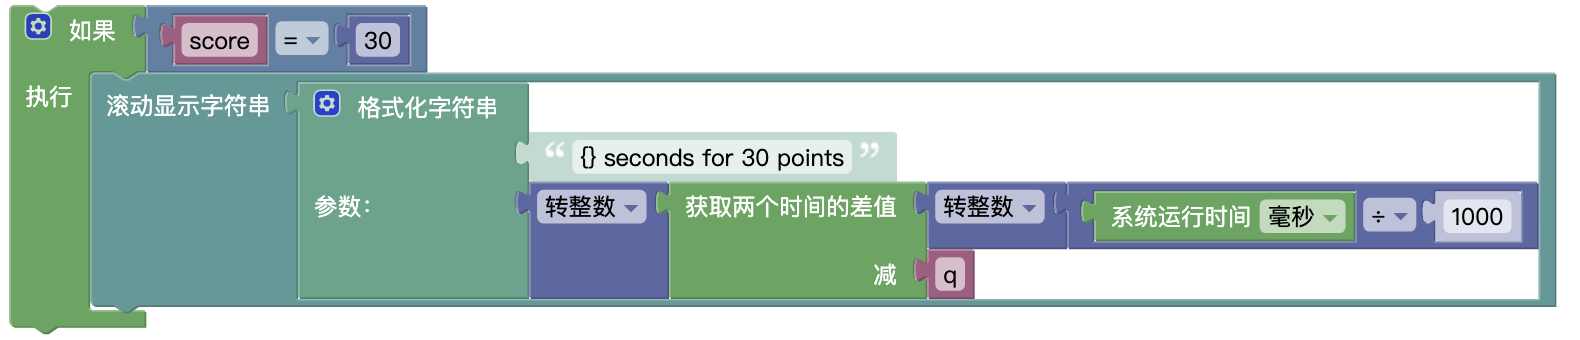 如果 score = 30
执行 滚动显示字符串 格式化字符串
“ {} seconds for 30 points ”
参数： 转整数 获取两个时间的差值 转整数 系统运行时间 毫秒 ÷ 1000
减 q